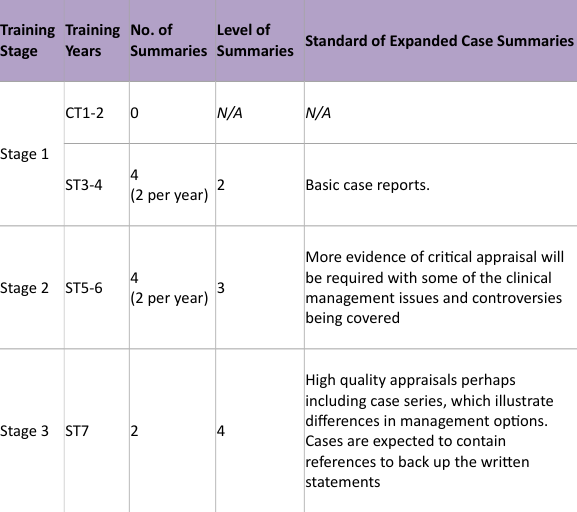 Training Stage
Training Years
No. of Summaries
Level of Summaries
Standard of Expanded Case Summaries
Stage 1
CT1-2
0
N/A
N/A
ST3-4
4
(2 per year)
2
Basic case reports.
Stage 2
ST5-6
4
(2 per year)
3
More evidence of critical appraisal will
be required with some of the clinical
management issues and controversies
being covered
Stage 3
ST7
2
4
High quality appraisals perhaps
including case series, which illustrate
differences in management options.
Cases are expected to contain
references to back up the written
statements